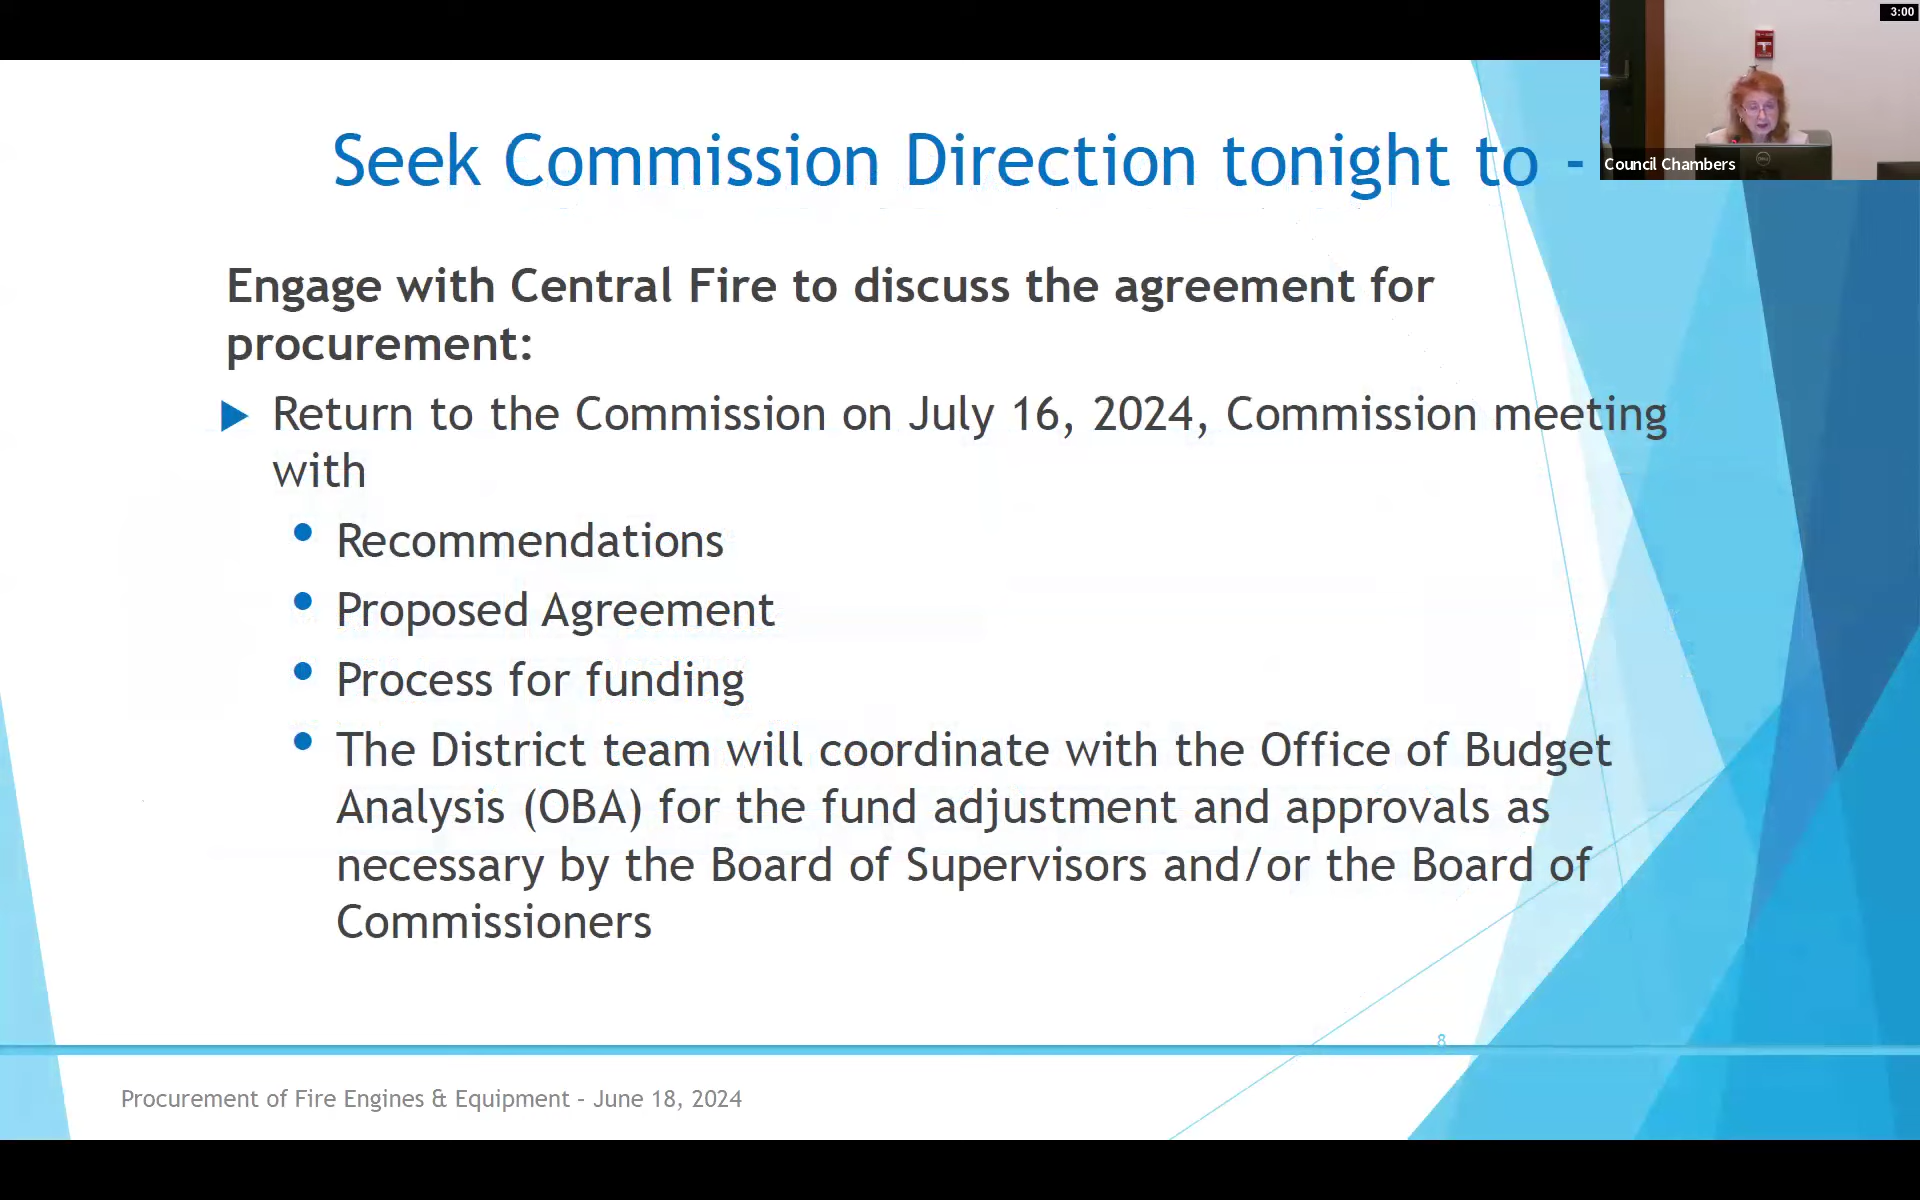 3:00
Council Chambers
Seek Commission Direction tonight to -
Engage with Central Fire to discuss the agreement for
procurement:
Return to the Commission on July 16, 2024, Commission meeting
with
Recommendations
Proposed Agreement
Process for funding
The District team will coordinate with the Office of Budget
Analysis (OBA) for the fund adjustment and approvals as
necessary by the Board of Supervisors and/or the Board of
Commissioners
8
Procurement of Fire Engines & Equipment - June 18, 2024